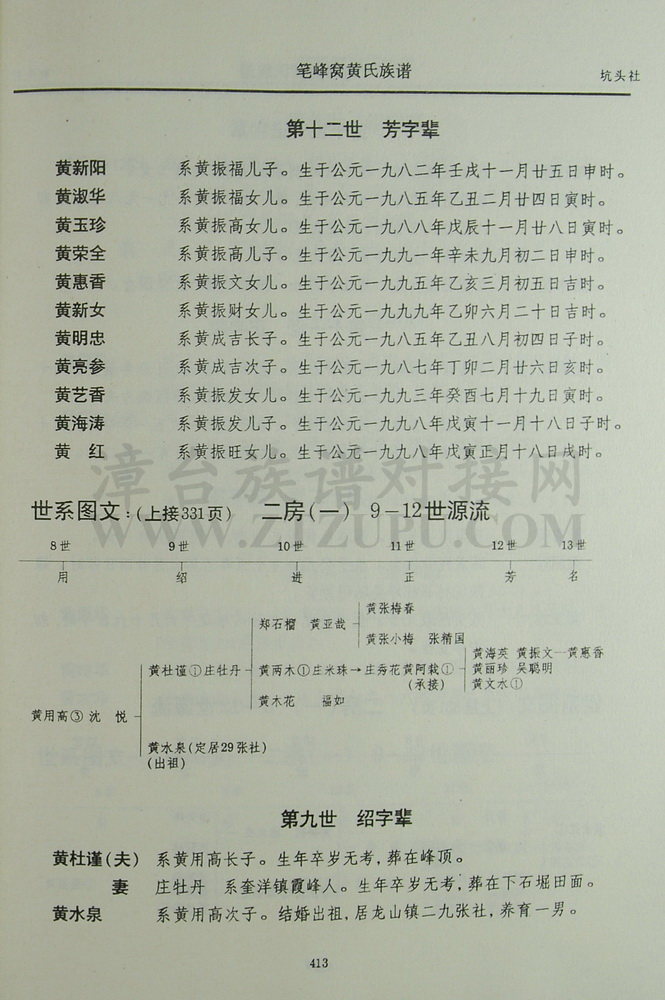 笔峰窝黄氏族谱
坑头社
第十二世　芳字辈
黄新阳　系黄振福儿子。生于公元一九八二年壬戌十一月廿五日申时。
黄淑华　系黄振福女儿。生于公元一九八五年乙丑二月廿四日寅时。
黄玉珍　系黄振高女儿。生于公元一九八八年戊辰十一月廿八日寅时。
黄荣全　系黄振高儿子。生于公元一九九一年辛未九月初二日申时。
黄惠香　系黄振文女儿。生于公元一九九五年乙亥三月初五日吉时。
黄新女　系黄振财女儿。生于公元一九九九年乙卯六月二十日吉时。
黄明忠　系黄成吉长子。生于公元一九八五年乙丑八月初四日子时。
黄亮参　系黄成吉次子。生于公元一九八七年丁卯二月廿六日亥时。
黄艺香　系黄振发女儿。生于公元一九九三年癸酉七月十九日寅时。
黄海涛　系黄振发儿子。生于公元一九九八年戊寅十一月十八日子时。
黄　红　系黄振旺女儿。生于公元一九九八年戊寅正月十八日戌时。
漳台族谱对接网
WWW.ZTZUPU.COM
世系图文:(上接331页)　二房(一)　9－12世源流
8世　9世　10世　11世　12世　13世
用　绍　进　正　芳　名
黄张梅春
郑石榴　黄亚哉
黄张小梅　张精国
黄海英　黄振文—黄惠香
黄杜谨①庄牡丹　黄两木①庄米珠→庄秀花黄阿栽①　黄丽珍　吴聪明
(承接)　黄文水①
黄木花　福如
黄用高③沈　悦
黄水泉(定居29张社)
(出祖)
第九世　绍字辈
黄杜谨(夫)　系黄用高长子。生年卒岁无考,葬在峰顶。
妻　庄牡丹　系奎洋镇霞峰人。生年卒岁无考,葬在下石堀田面。
黄水泉　系黄用高次子。结婚出祖,居龙山镇二九张社,养育一男。
413